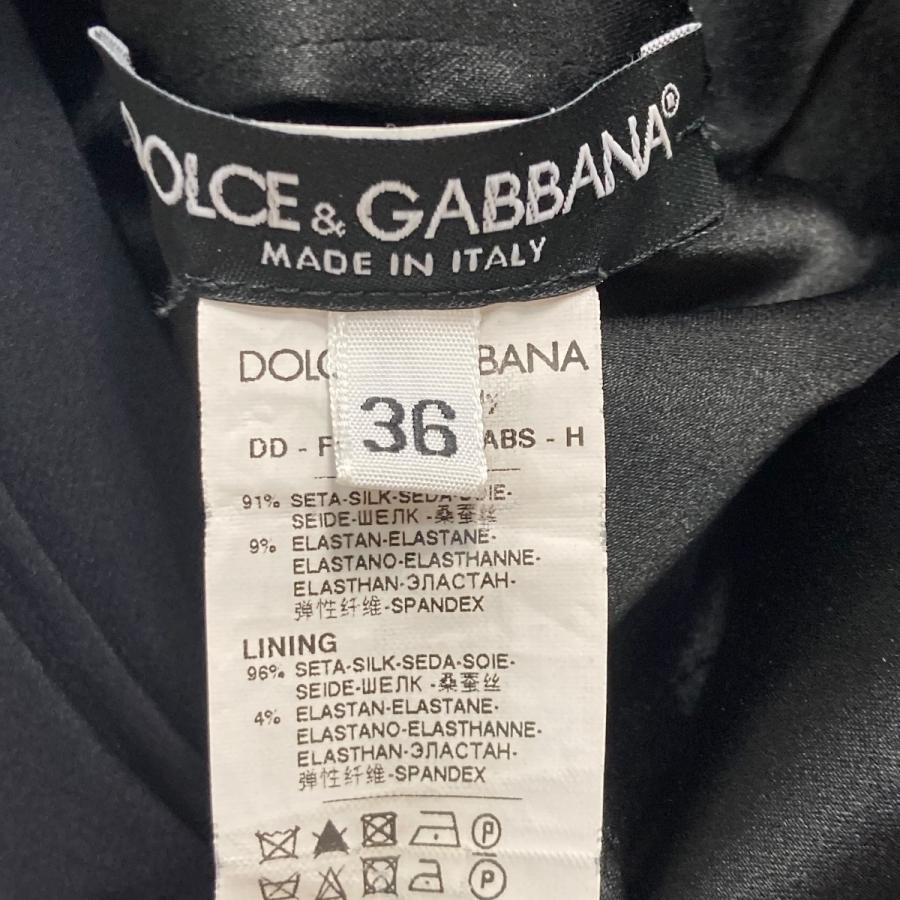 DOLCE & GABBANA®
MADE IN ITALY
36
DD - ABS - H
91% SETA-SILK-SEDA-SOIE-
SEIDE-ШЕЛК -桑蚕丝
9% ELASTAN-ELASTANE-
ELASTANO-ELASTHANNE-
ELASTHAN-ЭЛАСТАН-
弹性纤维-SPANDEX
LINING
96% SETA-SILK-SEDA-SOIE-
SEIDE-ШЕЛК -桑蚕丝
4% ELASTAN-ELASTANE-
ELASTANO-ELASTHANNE-
ELASTHAN-ЭЛАСТАН-
弹性纤维-SPANDEX
P
P